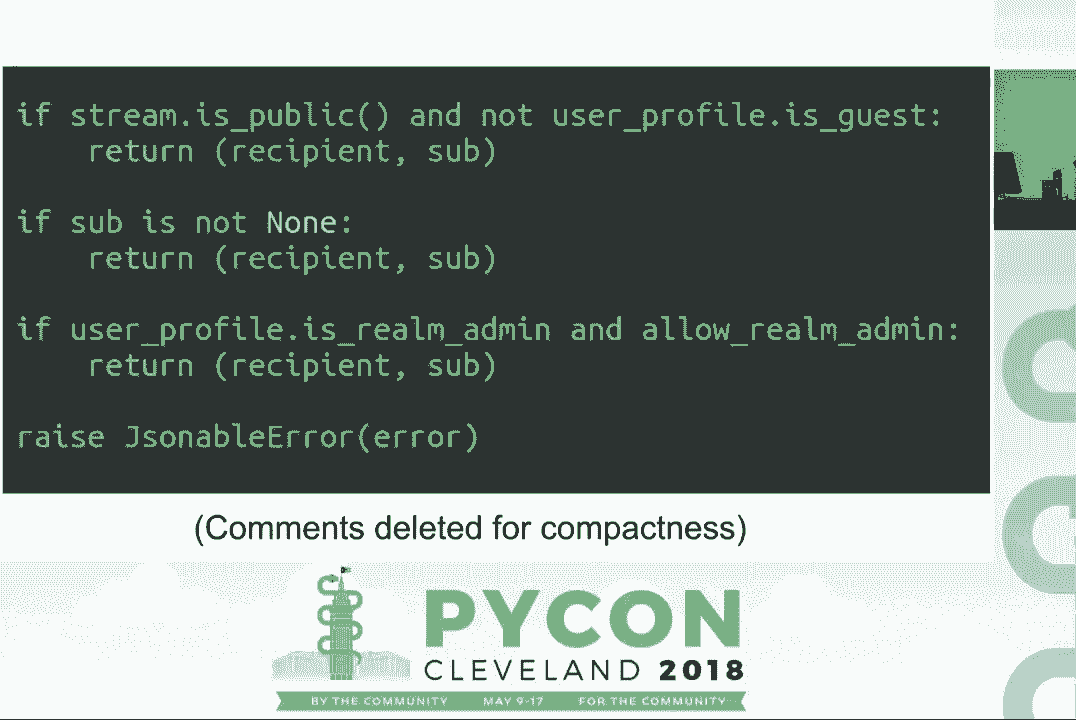 if stream.is_public() and not user_profile.is_guest:
    return (recipient, sub)
if sub is not None:
    return (recipient, sub)
if user_profile.is_realm_admin and allow_realm_admin:
    return (recipient, sub)
raise JsonableError(error)
(Comments deleted for compactness)
PYCON
CLEVELAND 2018
BY THE COMMUNITY MAY 9-17 FOR THE COMMUNITY